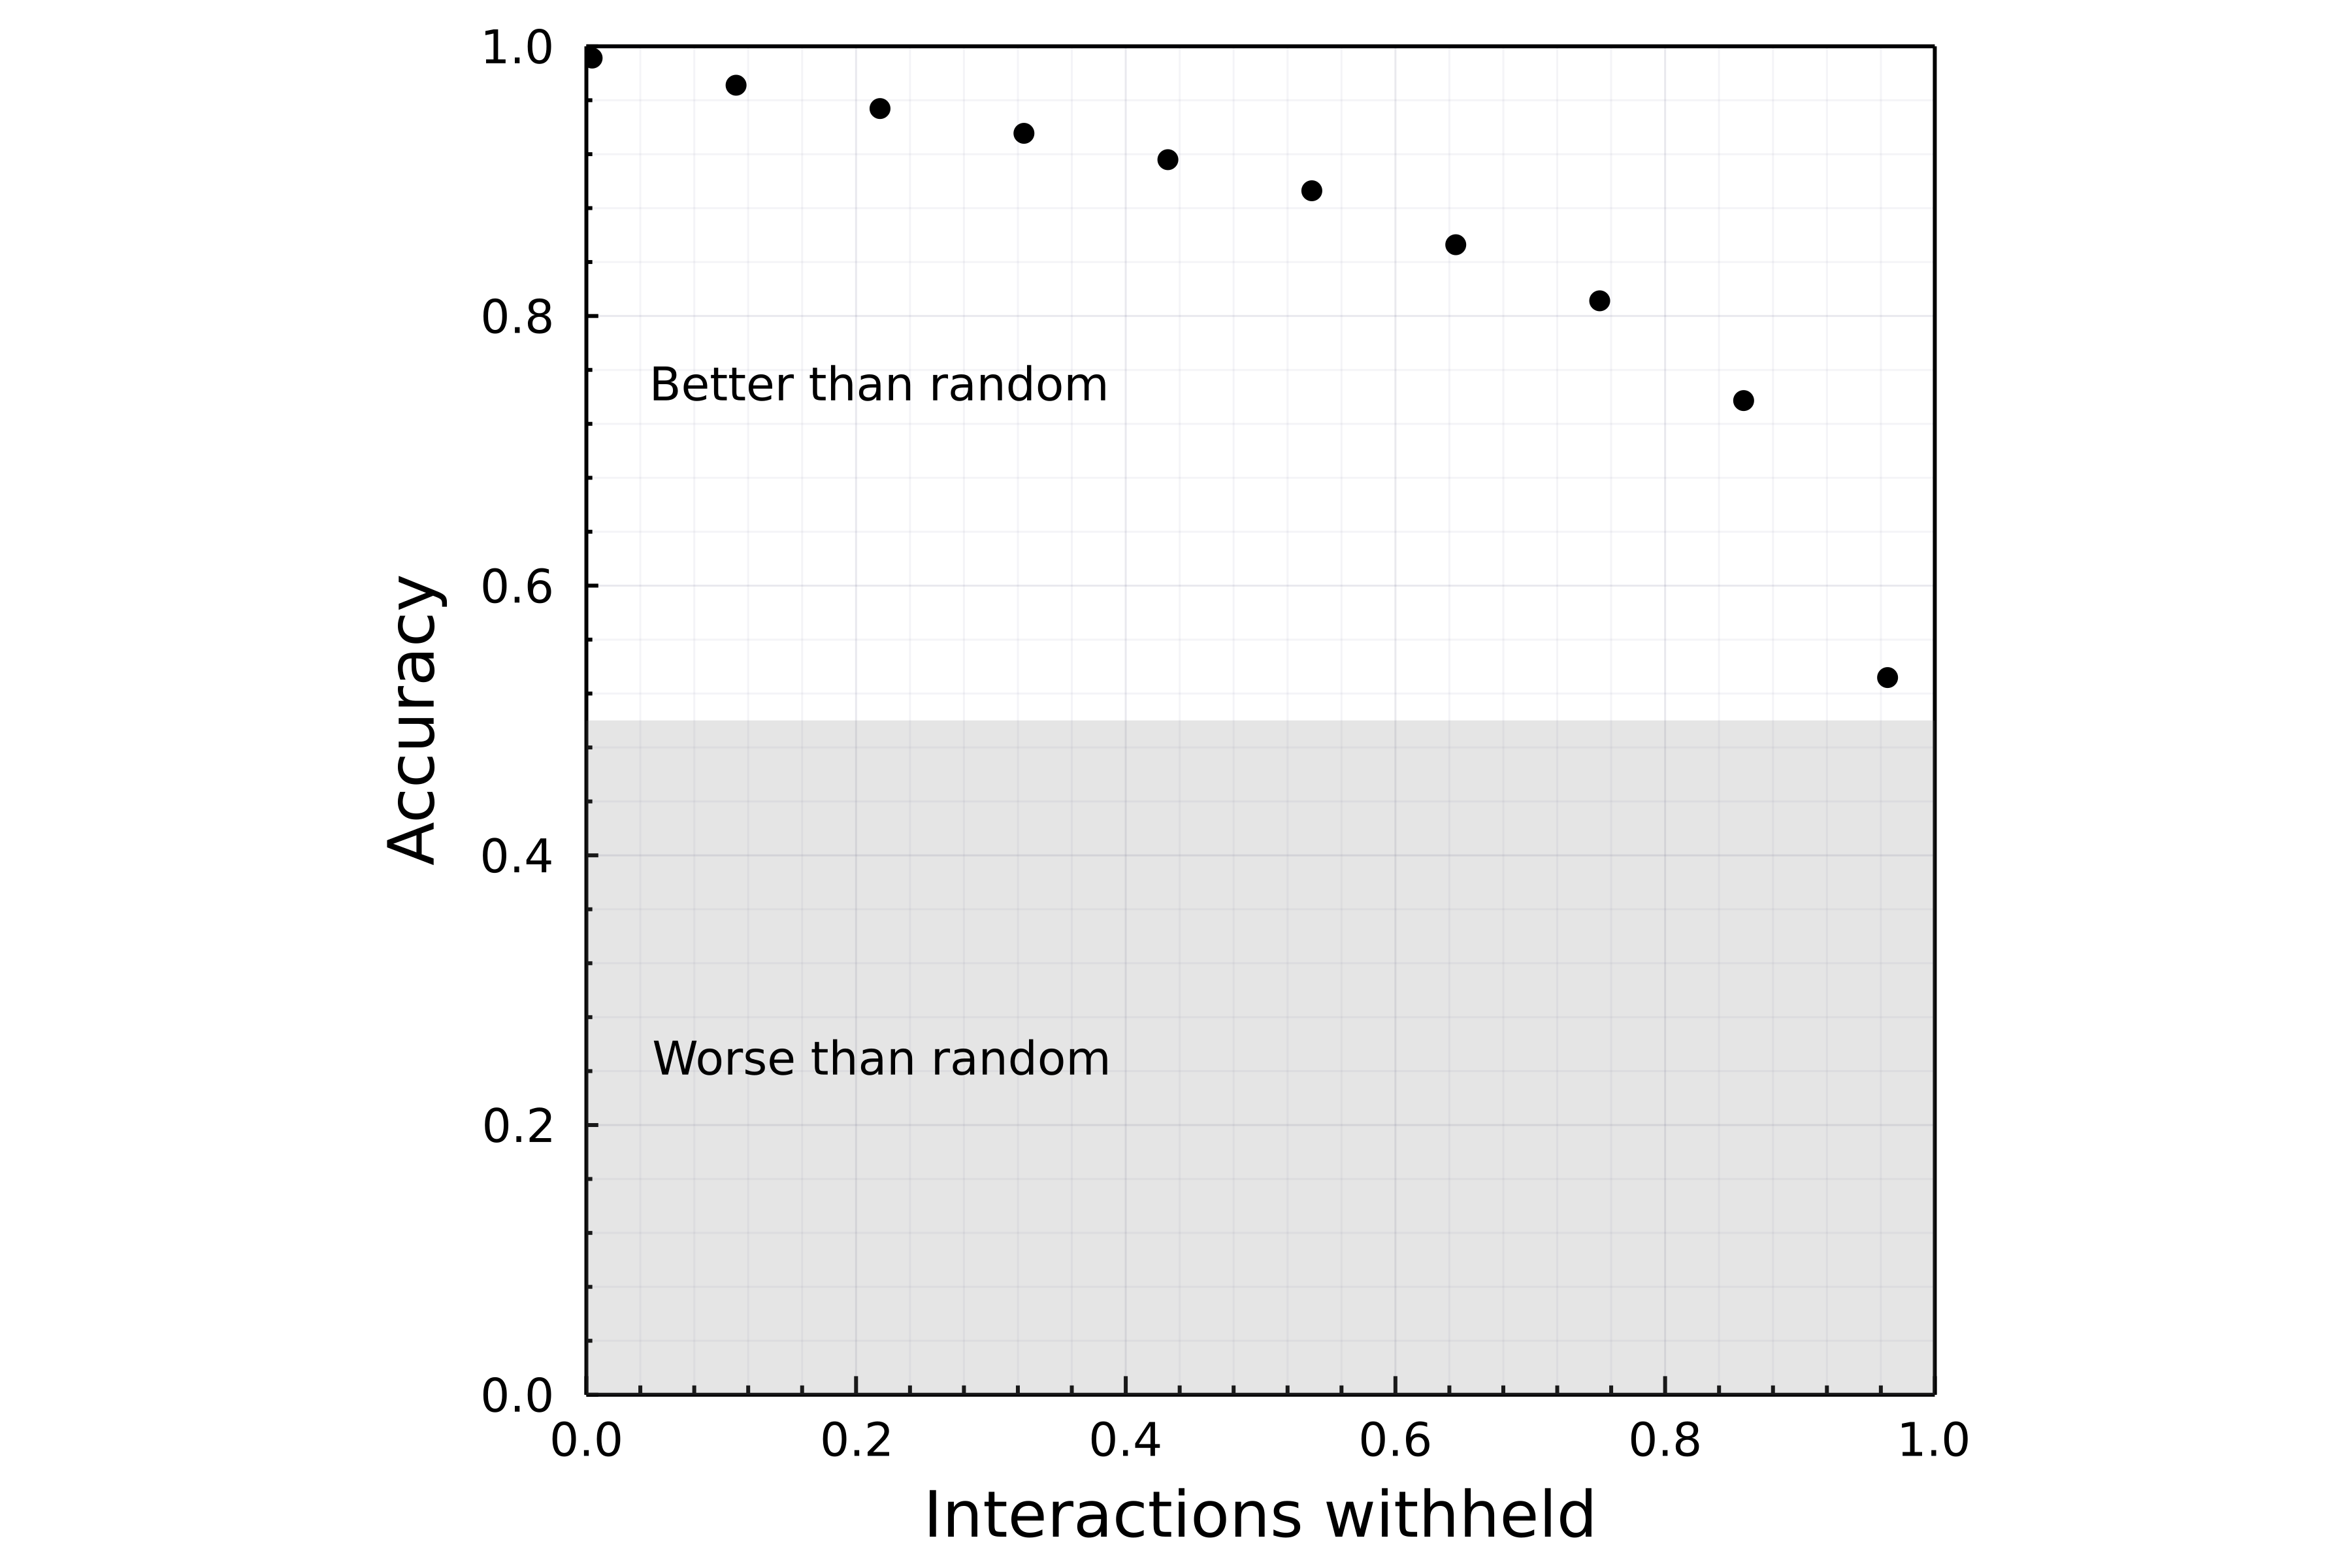 1.0
0.8
Better than random
0.6
Accuracy
0.4
Worse than random
0.2
0.0
0.0 0.2 0.4 0.6 0.8 1.0
Interactions withheld